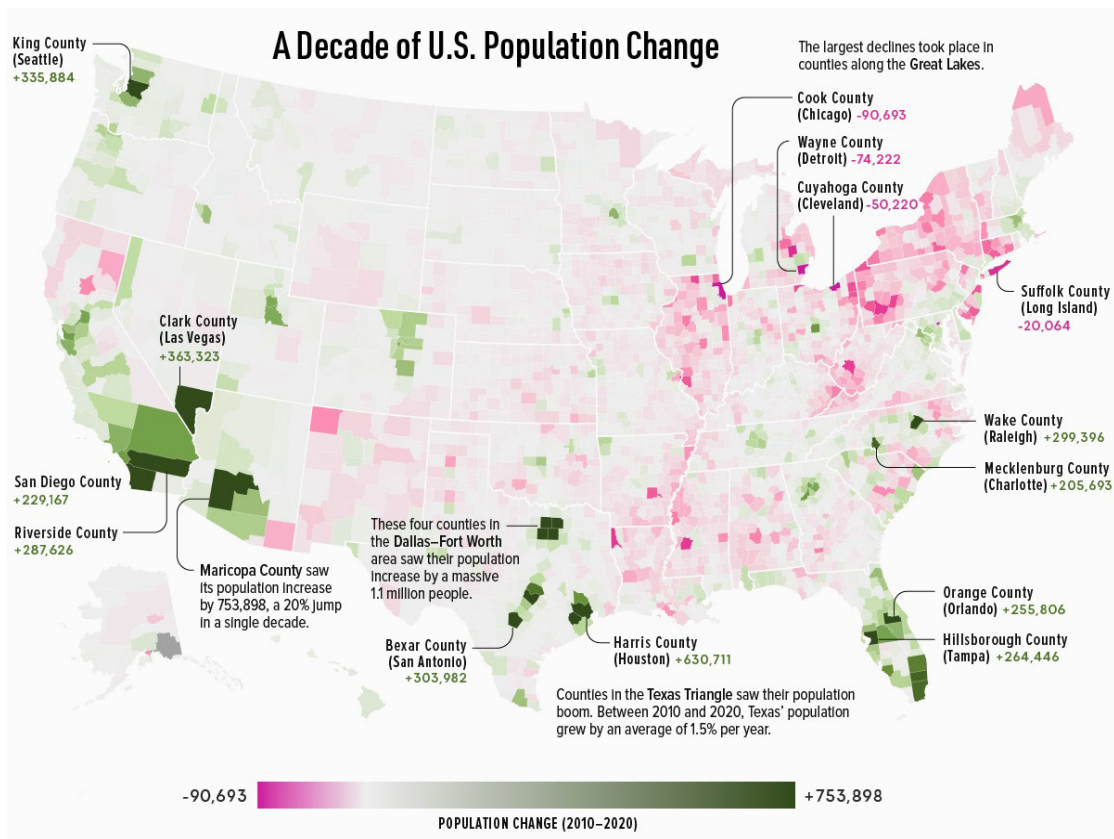 A Decade of U.S. Population Change
King County
(Seattle)
+335,884
The largest declines took place in
counties along the Great Lakes.
Cook County
(Chicago) -90,693
Wayne County
(Detroit) -74,222
Cuyahoga County
(Cleveland) -50,220
Suffolk County
(Long Island)
-20,064
Clark County
(Las Vegas)
+363,323
Wake County
(Raleigh) +299,396
Mecklenburg County
(Charlotte) +205,693
San Diego County
+229,167
Riverside County
+287,626
Maricopa County saw
its population increase
by 753,898, a 20% jump
in a single decade.
These four counties in
the Dallas–Fort Worth
area saw their population
increase by a massive
1.1 million people.
Bexar County
(San Antonio)
+303,982
Harris County
(Houston) +630,711
Orange County
(Orlando) +255,806
Hillsborough County
(Tampa) +264,446
Counties in the Texas Triangle saw their population
boom. Between 2010 and 2020, Texas' population
grew by an average of 1.5% per year.
-90,693
+753,898
POPULATION CHANGE (2010–2020)